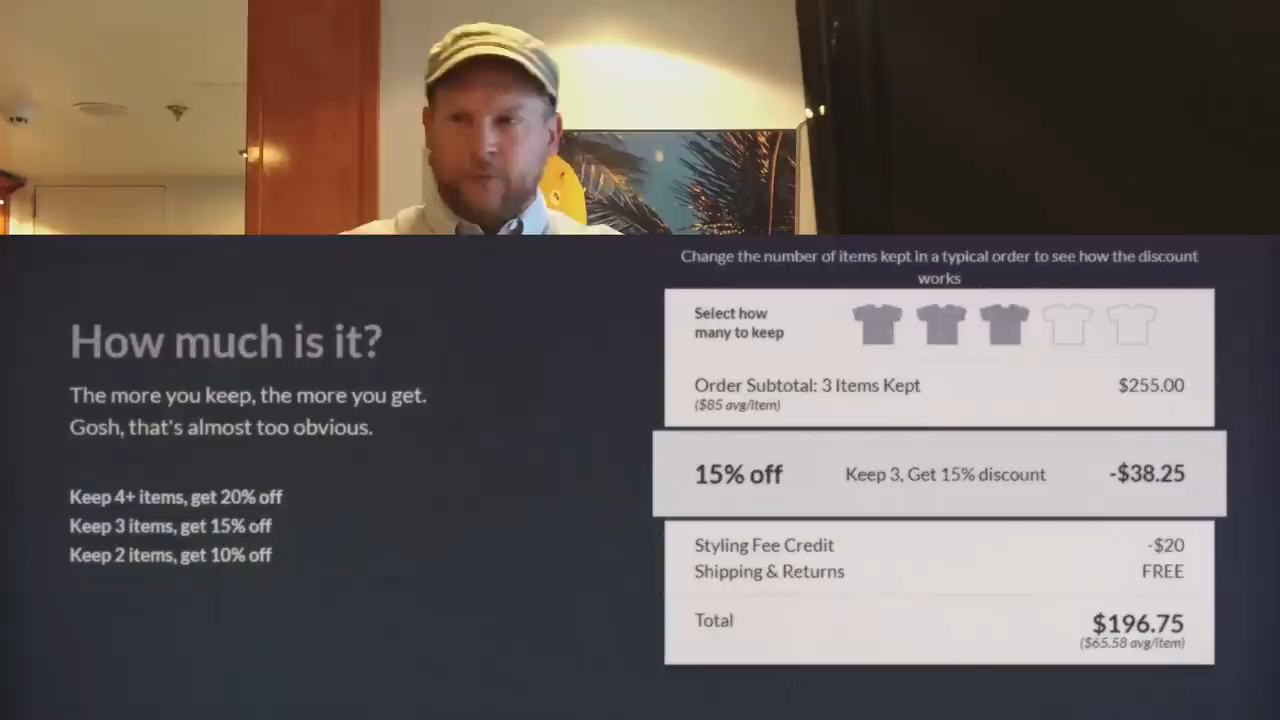 Change the number of items kept in a typical order to see how the discount
works
How much is it?
The more you keep, the more you get.
Gosh, that's almost too obvious.
Keep 4+ items, get 20% off
Keep 3 items, get 15% off
Keep 2 items, get 10% off
Select how
many to keep
Order Subtotal: 3 Items Kept $255.00
($85 avg/item)
15% off Keep 3, Get 15% discount -$38.25
Styling Fee Credit -$20
Shipping & Returns FREE
Total $196.75
($65.58 avg/item)